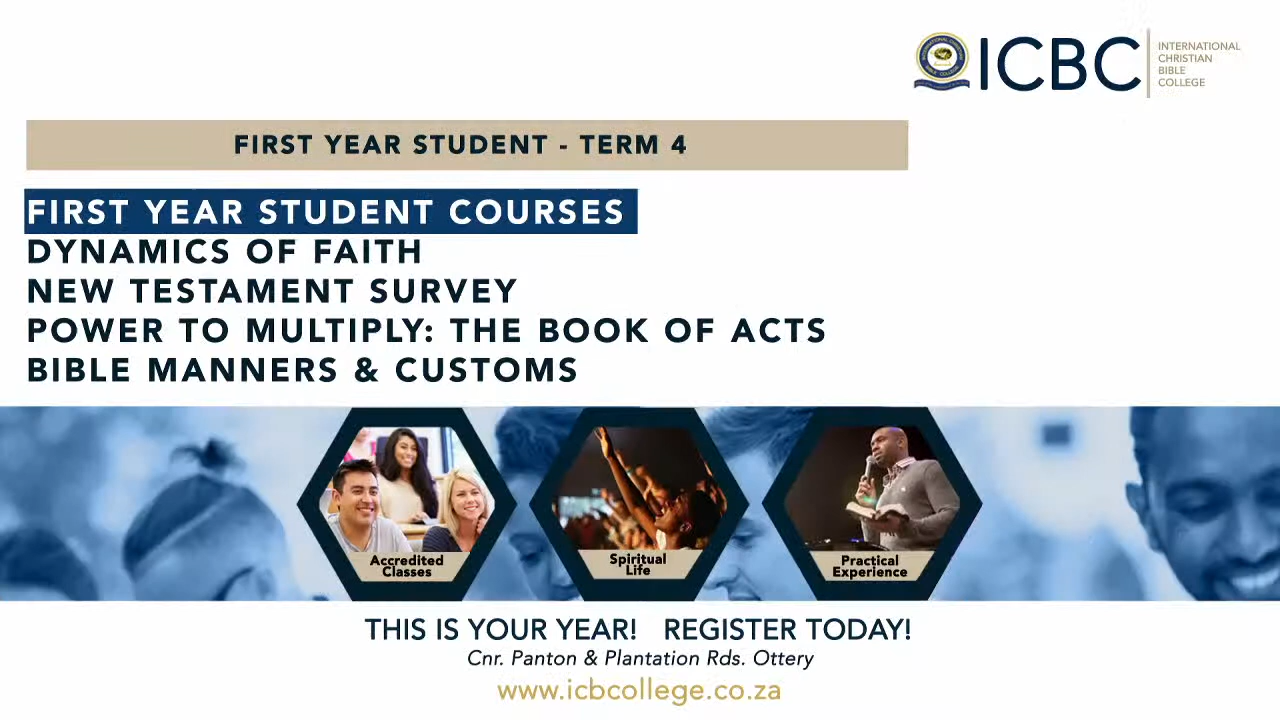 ICBC
INTERNATIONAL
CHRISTIAN
BIBLE
COLLEGE
FIRST YEAR STUDENT - TERM 4
FIRST YEAR STUDENT COURSES
DYNAMICS OF FAITH
NEW TESTAMENT SURVEY
POWER TO MULTIPLY: THE BOOK OF ACTS
BIBLE MANNERS & CUSTOMS
Accredited
Classes
Spiritual
Life
Practical
Experience
THIS IS YOUR YEAR! REGISTER TODAY!
Cnr. Panton & Plantation Rds. Ottery
www.icbcollege.co.za